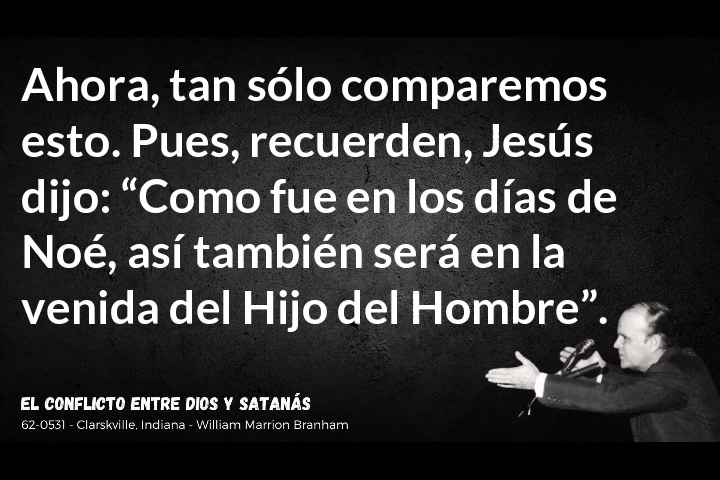 Ahora, tan sólo comparemos
esto. Pues, recuerden, Jesús
dijo: “Como fue en los días de
Noé, así también será en la
venida del Hijo del Hombre”.
EL CONFLICTO ENTRE DIOS Y SATANÁS
62-0531 - Clarskville, Indiana - William Marrion Branham